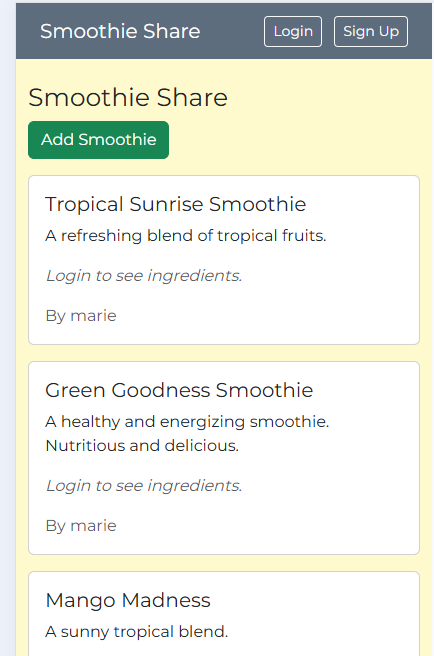 Smoothie Share Login Sign Up
Smoothie Share
Add Smoothie
Tropical Sunrise Smoothie
A refreshing blend of tropical fruits.
Login to see ingredients.
By marie
Green Goodness Smoothie
A healthy and energizing smoothie.
Nutritious and delicious.
Login to see ingredients.
By marie
Mango Madness
A sunny tropical blend.